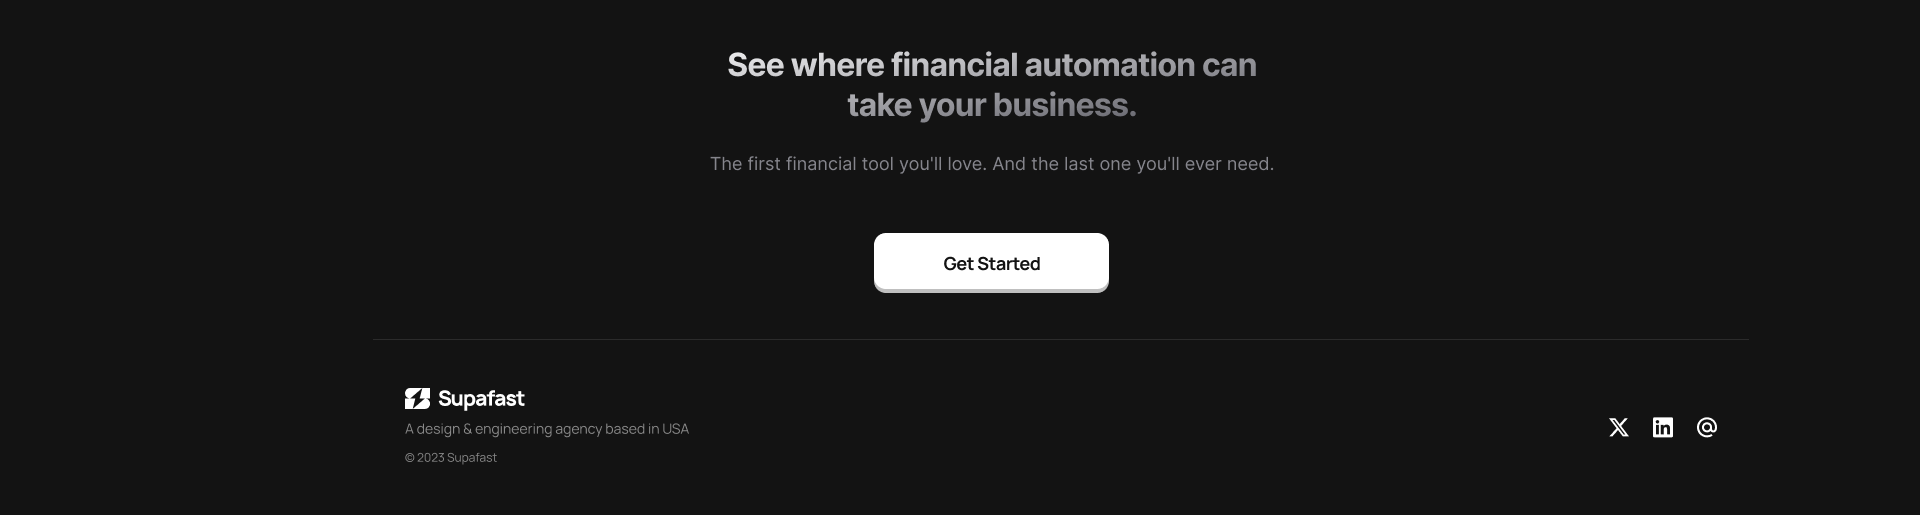 See where financial automation can
take your business.
The first financial tool you'll love. And the last one you'll ever need.
Get Started
Supafast
A design & engineering agency based in USA
© 2023 Supafast